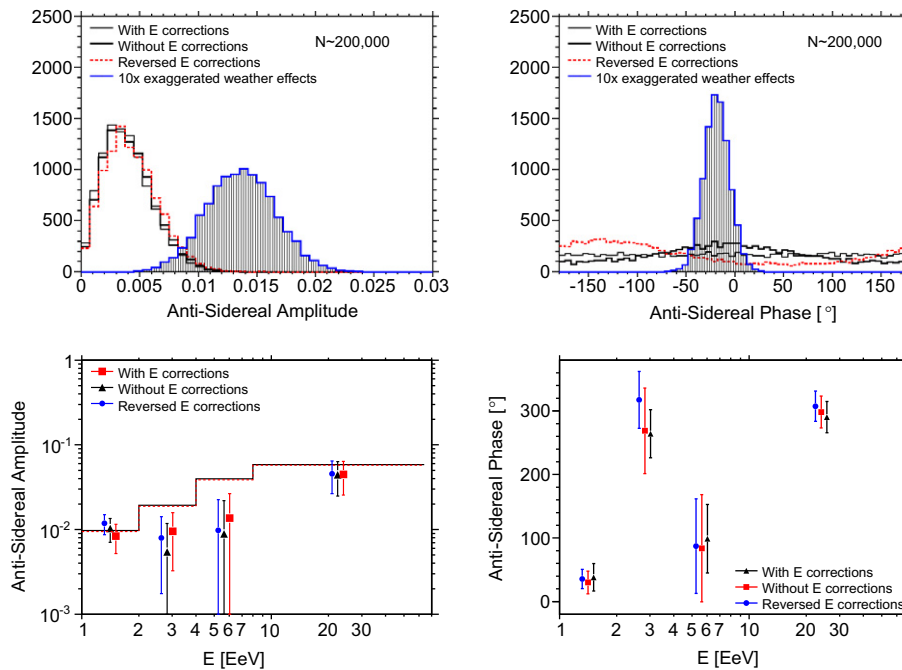 With E corrections
Without E corrections
Reversed E corrections
10x exaggerated weather effects
N~200,000
2500
2000
1500
1000
500
0
0 0.005 0.01 0.015 0.02 0.025 0.03
Anti-Sidereal Amplitude
With E corrections
Without E corrections
Reversed E corrections
10x exaggerated weather effects
N~200,000
2500
2000
1500
1000
500
0
-150 -100 -50 0 50 100 150
Anti-Sidereal Phase [°]
With E corrections
Without E corrections
Reversed E corrections
Anti-Sidereal Amplitude
1
10-1
10-2
10-3
1 2 3 4 5 6 7 10 20 30
E [EeV]
Anti-Sidereal Phase [°]
300
200
100
0
With E corrections
Without E corrections
Reversed E corrections
1 2 3 4 5 6 7 10 20 30
E [EeV]